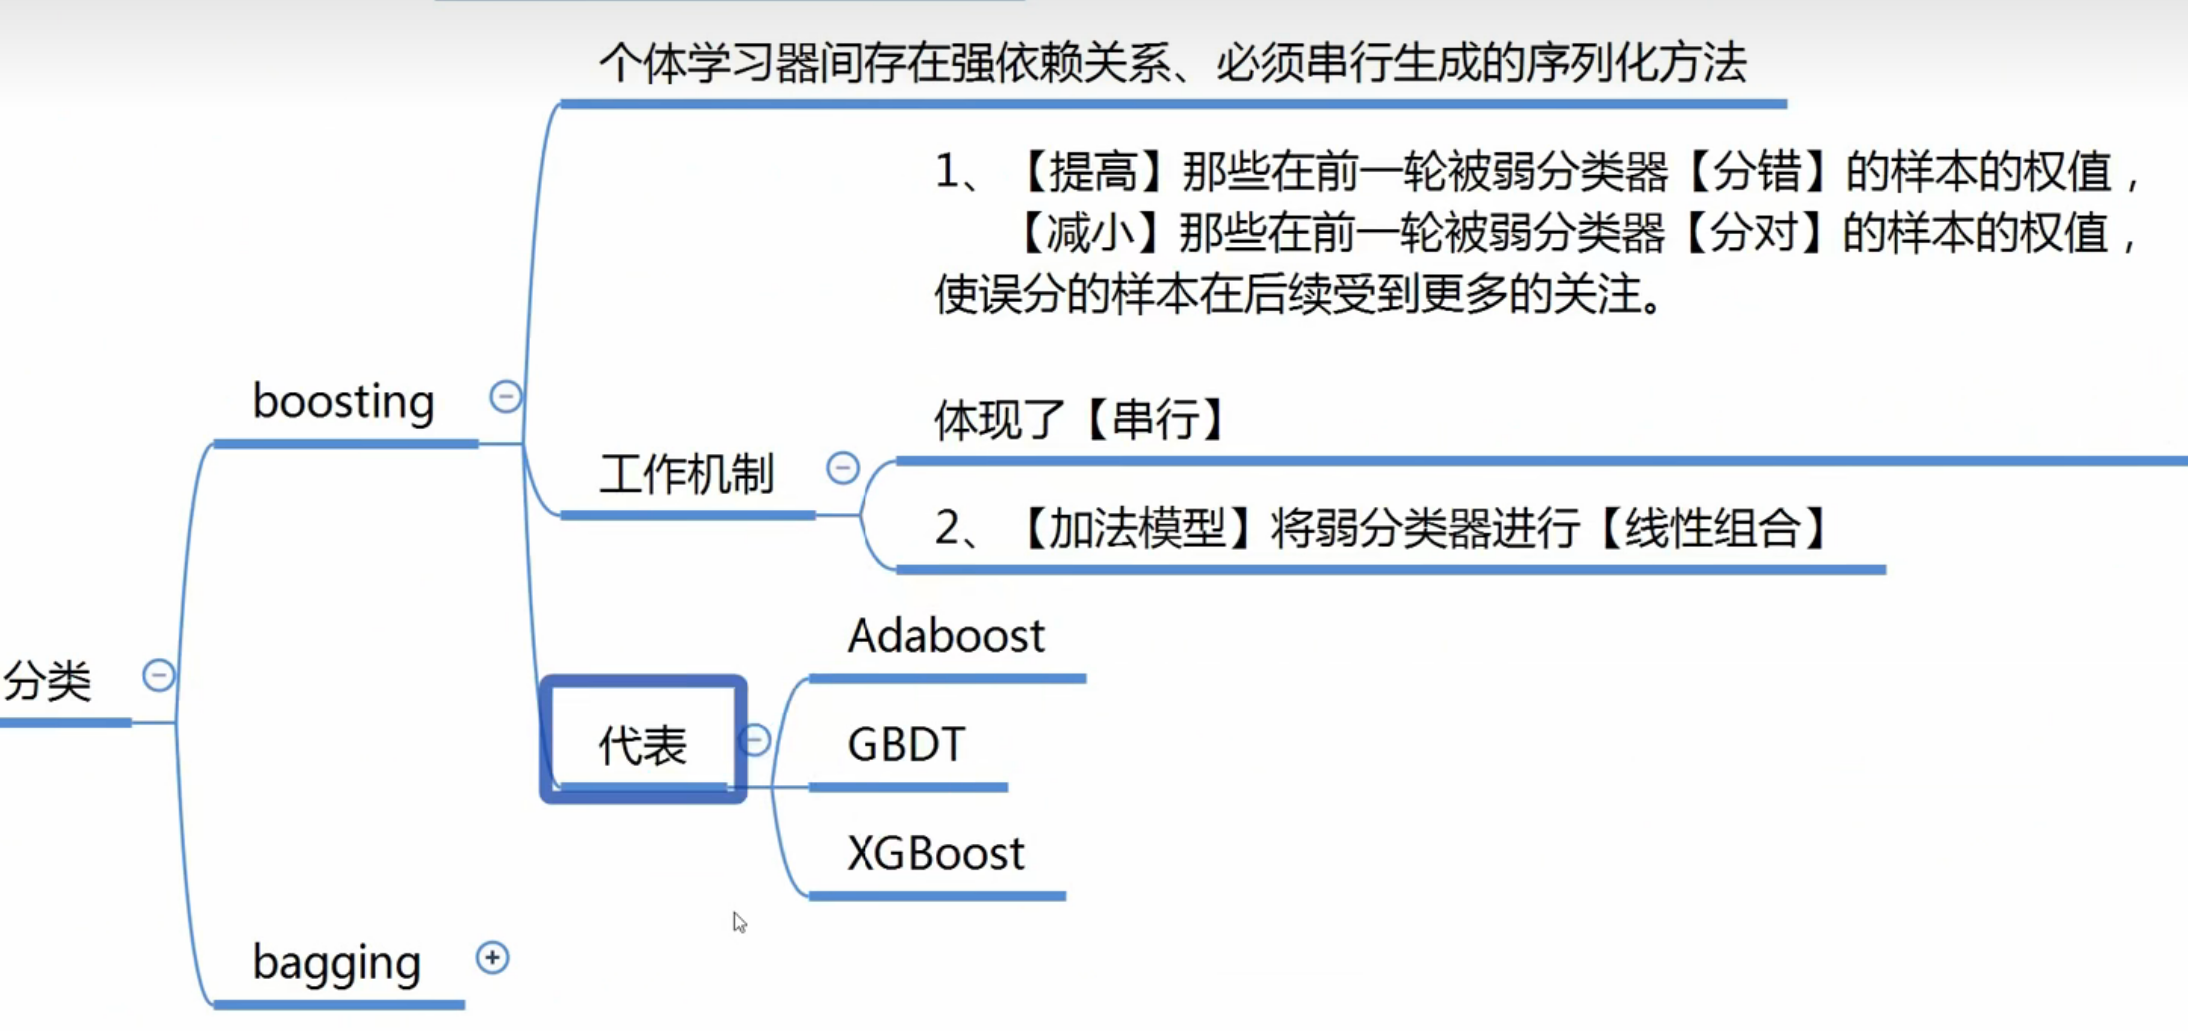 个体学习器间存在强依赖关系、必须串行生成的序列化方法
1、【提高】那些在前一轮被弱分类器【分错】的样本的权值，
【减小】那些在前一轮被弱分类器【分对】的样本的权值，
使误分的样本在后续受到更多的关注。
boosting
体现了【串行】
工作机制
2、【加法模型】将弱分类器进行【线性组合】
Adaboost
分类
代表
GBDT
XGBoost
bagging